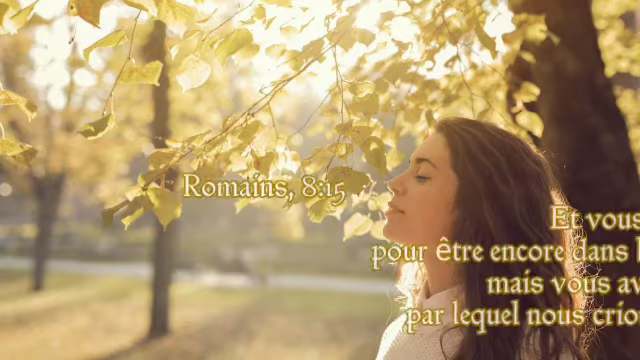 Romains, 8:15
Et vous
pour être encore dans
mais vous
par lequel nous